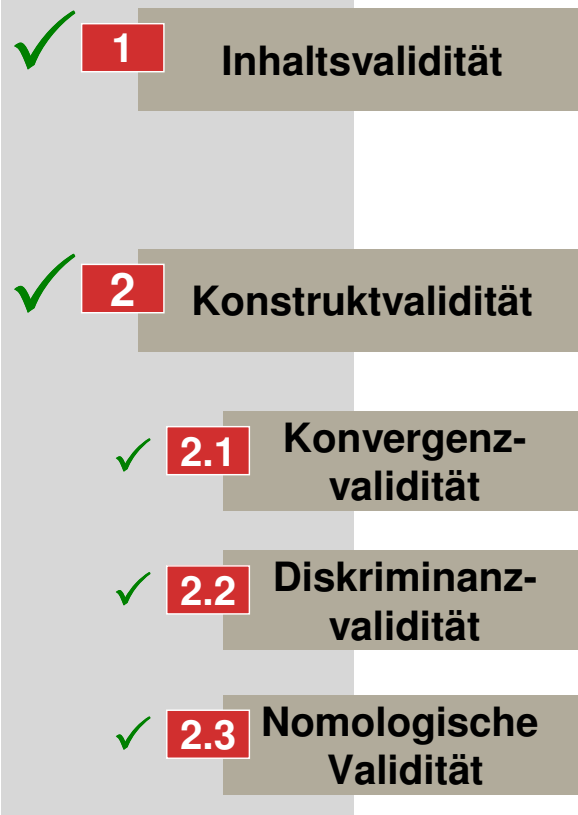 1 Inhaltsvalidität
2 Konstruktvalidität
2.1 Konvergenz-
validität
2.2 Diskriminanz-
validität
2.3 Nomologische
Validität